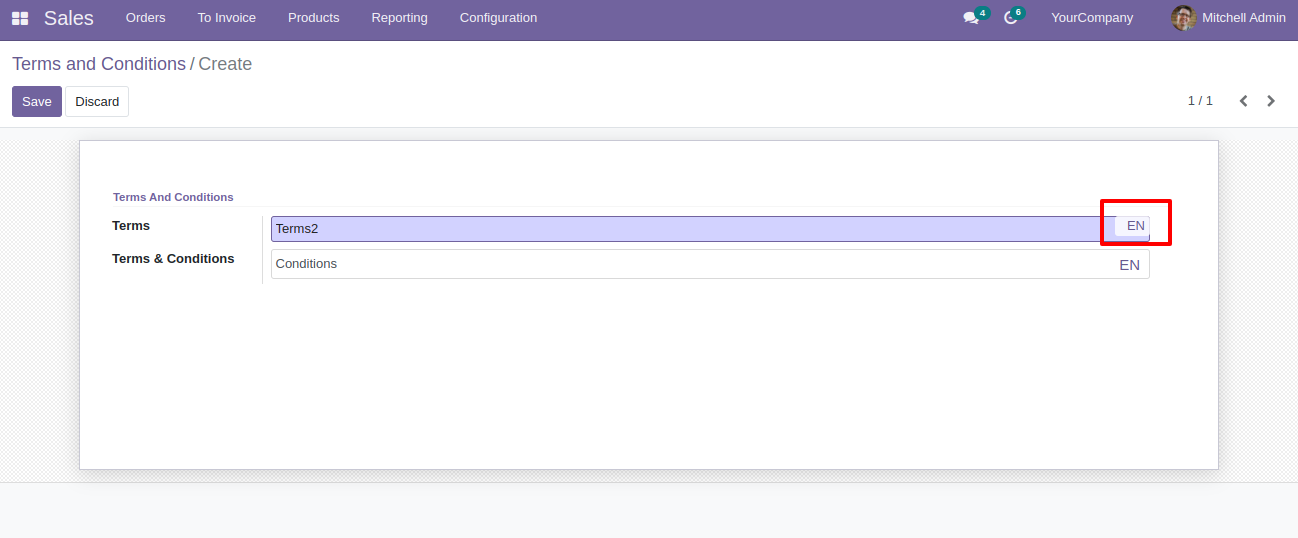 Sales Orders To Invoice Products Reporting Configuration 4 6 YourCompany Mitchell Admin
Terms and Conditions / Create
Save Discard 1 / 1
Terms And Conditions
Terms Terms2 EN
Terms & Conditions Conditions EN